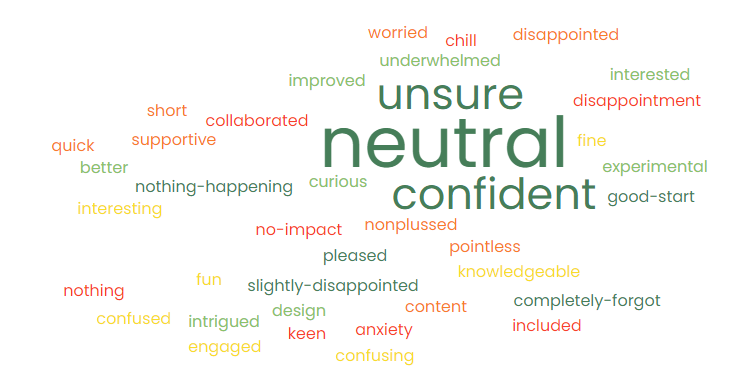 worried
chill
disappointed
underwhelmed
improved
unsure
interested
short
collaborated
disappointment
quick
supportive
neutral
fine
better
nothing-happening
curious
confident
experimental
good-start
interesting
no-impact
nonplussed
pleased
pointless
knowledgeable
nothing
fun
slightly-disappointed
content
completely-forgot
confused
intrigued
design
keen
anxiety
included
engaged
confusing